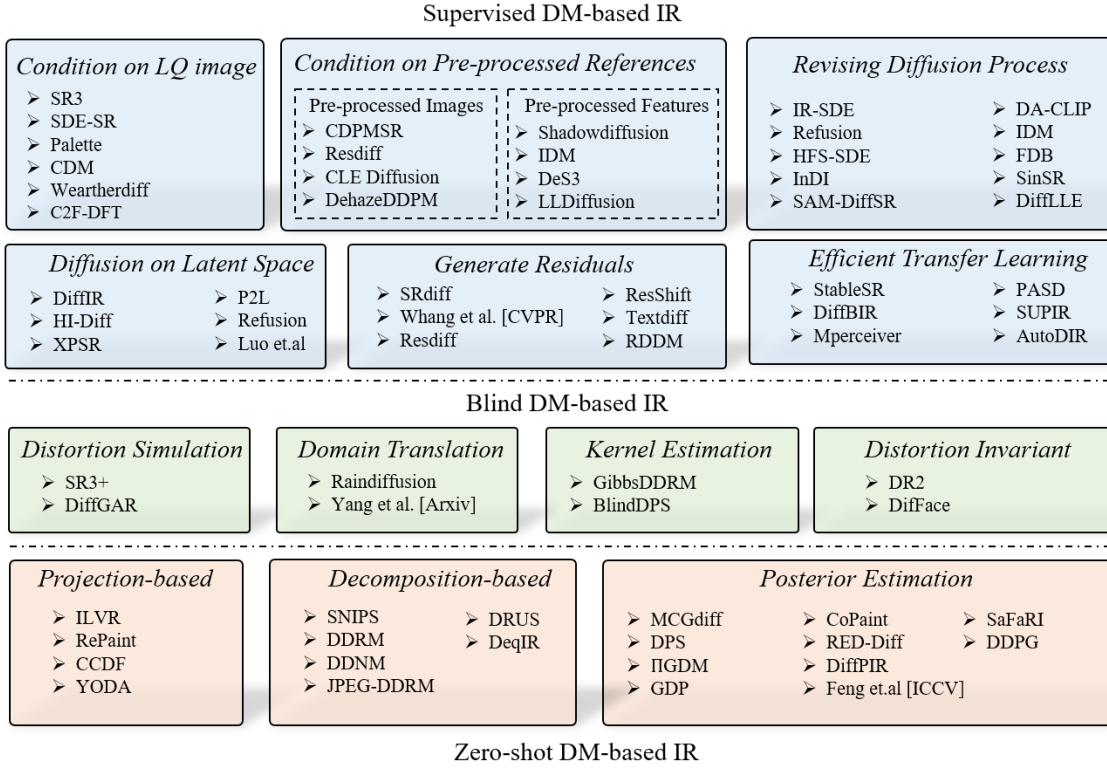 Supervised DM-based IR
Condition on LQ image
SR3
SDE-SR
Palette
CDM
Weartherdiff
C2F-DFT
Condition on Pre-processed References
Pre-processed Images
CDPMSR
Resdiff
CLE Diffusion
DehazeDDPM
Pre-processed Features
Shadowdiffusion
IDM
DeS3
LLDiffusion
Revising Diffusion Process
IR-SDE
Refusion
HFS-SDE
InDI
SAM-DiffSR
DA-CLIP
IDM
FDB
SinSR
DiffLLE
Diffusion on Latent Space
DiffIR
HI-Diff
XPSR
P2L
Refusion
Luo et.al
Generate Residuals
SRdiff
Whang et al. [CVPR]
Resdiff
ResShift
Textdiff
RDDM
Efficient Transfer Learning
StableSR
DiffBIR
Mperceiver
PASD
SUPIR
AutoDIR
Blind DM-based IR
Distortion Simulation
SR3+
DiffGAR
Domain Translation
Raindiffusion
Yang et al. [Arxiv]
Kernel Estimation
GibbsDDRM
BlindDPS
Distortion Invariant
DR2
DifFace
Projection-based
ILVR
RePaint
CCDF
YODA
Decomposition-based
SNIPS
DDRM
DDNM
JPEG-DDRM
DRUS
DeqIR
Posterior Estimation
MCGdiff
DPS
ΠGDM
GDP
CoPaint
RED-Diff
DiffPIR
Feng et.al [ICCV]
SaFaRI
DDPG
Zero-shot DM-based IR